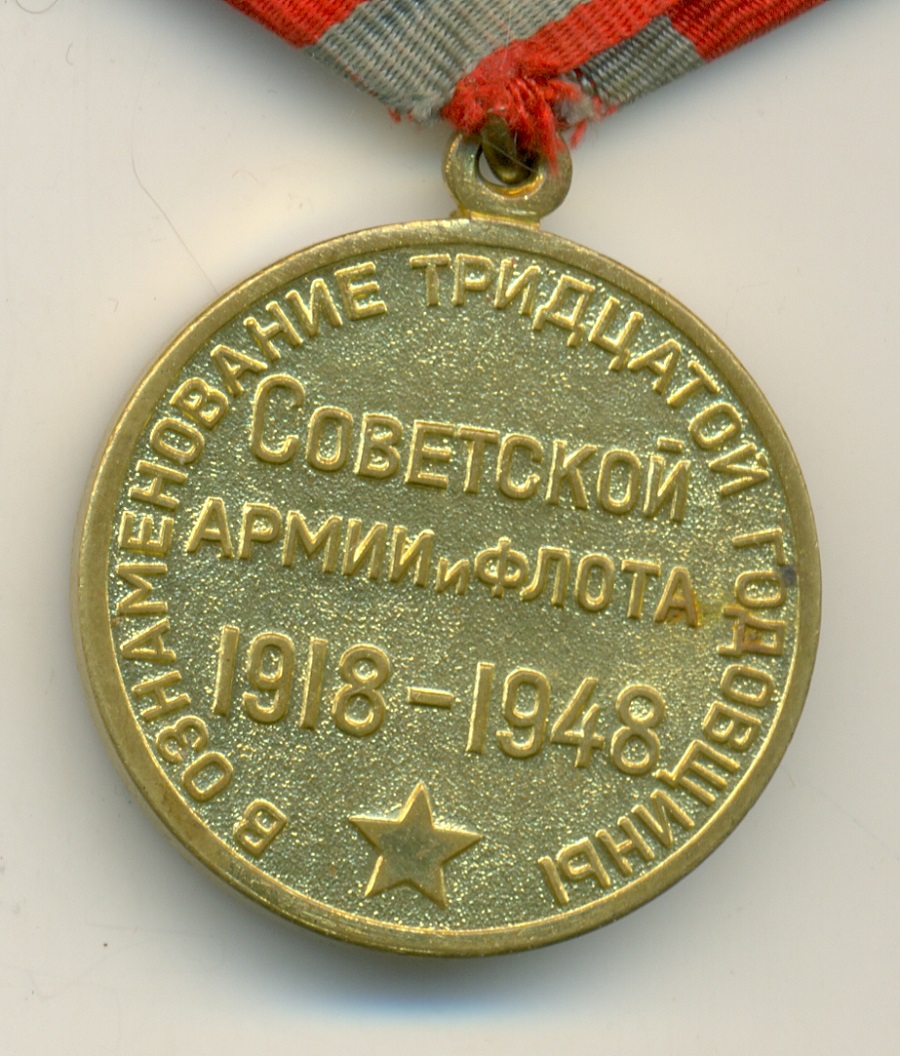 В ОЗНАМЕНОВАНИЕ ТРИДЦАТОЙ ГОДОВЩИНЫ
СОВЕТСКОЙ
АРМИИ и ФЛОТА
1918-1948